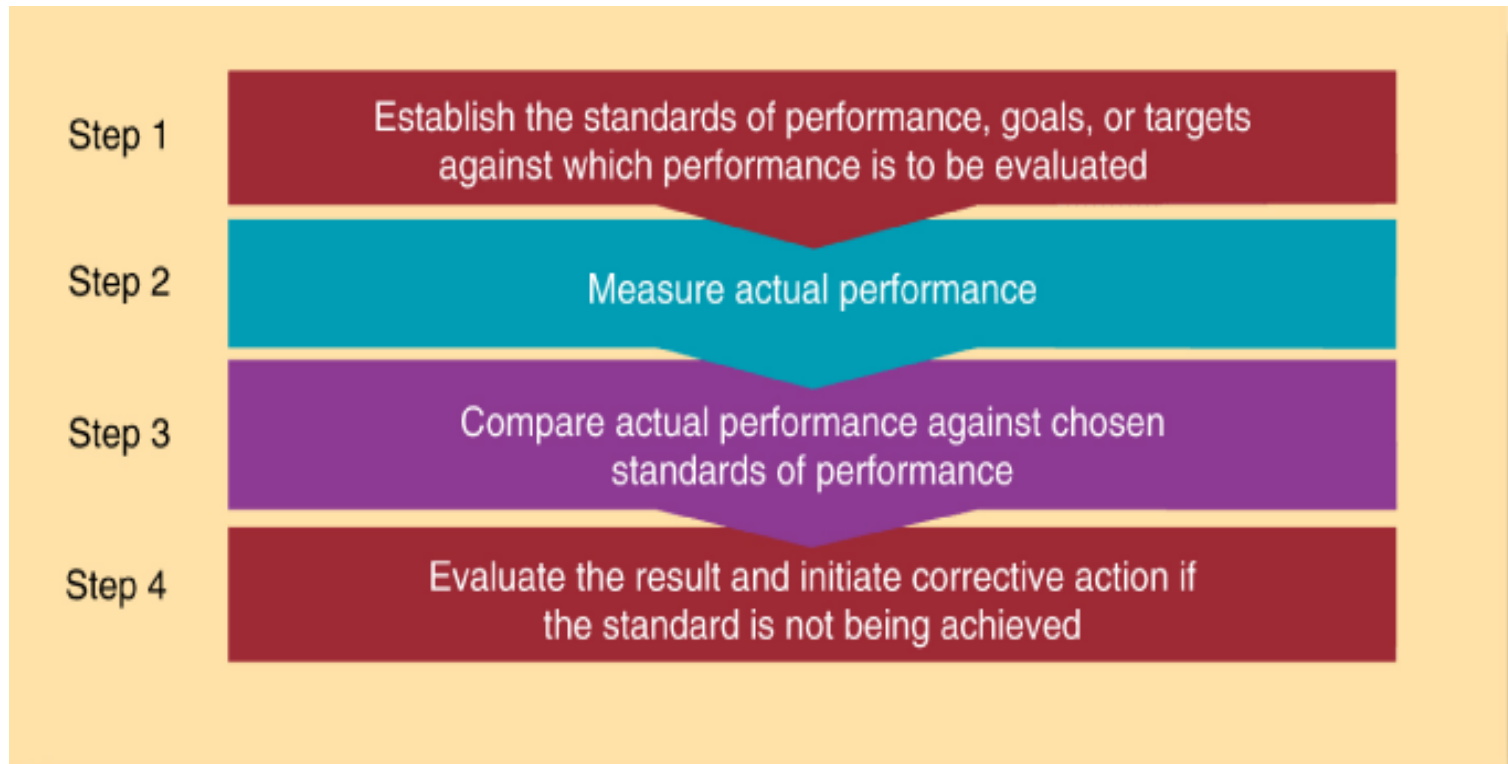 Step 1
Establish the standards of performance, goals, or targets
against which performance is to be evaluated
Step 2
Measure actual performance
Step 3
Compare actual performance against chosen
standards of performance
Step 4
Evaluate the result and initiate corrective action if
the standard is not being achieved